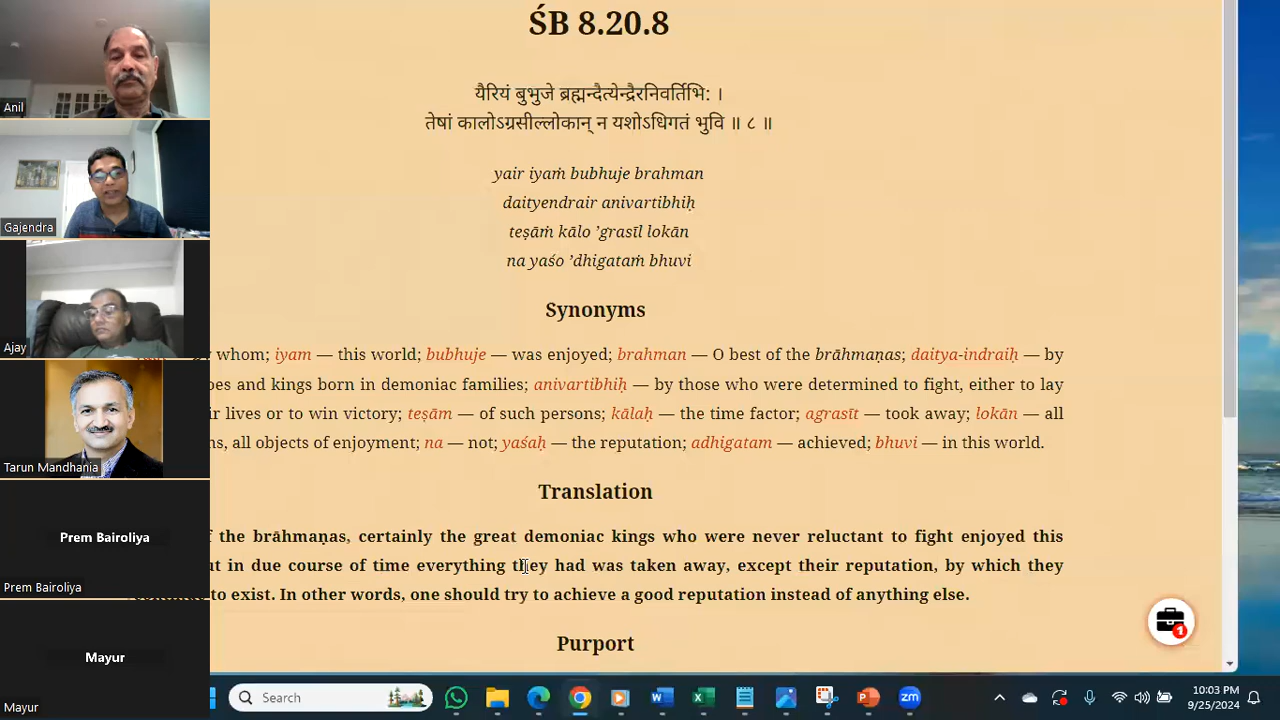 ŚB 8.20.8
यैरियं बुभुजे ब्रह्मन्दैत्येन्द्रैरनिवर्तिभि: ।
तेषां कालोऽग्रसील्लोकान् न यशोऽधिगतं भुवि ॥ ८ ॥
yair iyaṁ bubhuje brahman
daityendrair anivartibhiḥ
teṣāṁ kālo ’grasīl lokān
na yaśo ’dhigataṁ bhuvi
Synonyms
whom; iyam — this world; bubhuje — was enjoyed; brahman — O best of the brāhmaṇas; daitya-indraiḥ — by
and kings born in demoniac families; anivartibhiḥ — by those who were determined to fight, either to lay
lives or to win victory; teṣām — of such persons; kālaḥ — the time factor; agrasīt — took away; lokān — all
all objects of enjoyment; na — not; yaśaḥ — the reputation; adhigatam — achieved; bhuvi — in this world.
Translation
the brāhmaṇas, certainly the great demoniac kings who were never reluctant to fight enjoyed this
in due course of time everything they had was taken away, except their reputation, by which they
to exist. In other words, one should try to achieve a good reputation instead of anything else.
Purport
Anil
Gajendra
Ajay
Tarun Mandhania
Prem Bairoliya
Prem Bairoliya
Mayur
Mayur
1
Search
zm
10:03 PM
9/25/2024